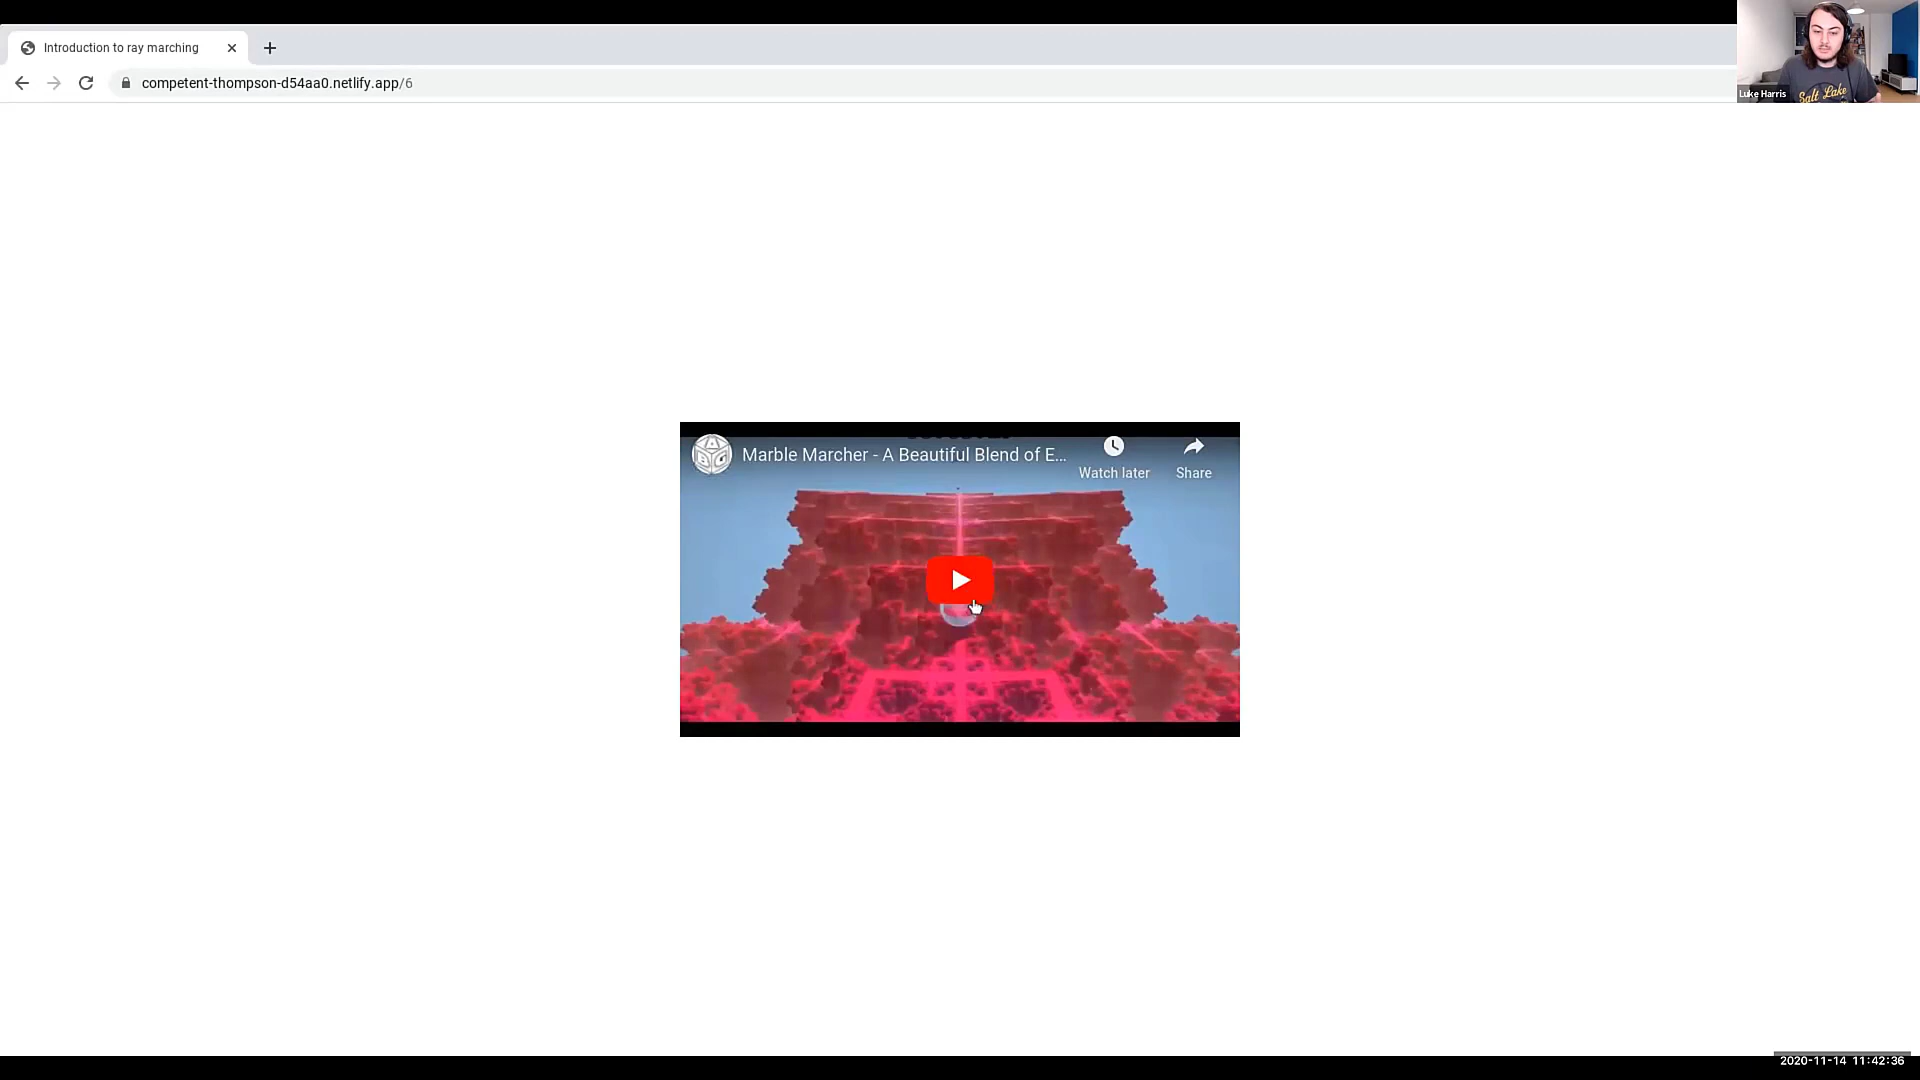 Introduction to ray marching
competent-thompson-d54aa0.netlify.app/6
Luke Harris
Salt Lake
Marble Marcher - A Beautiful Blend of E...
Watch later
Share
2020-11-14 11:42:36